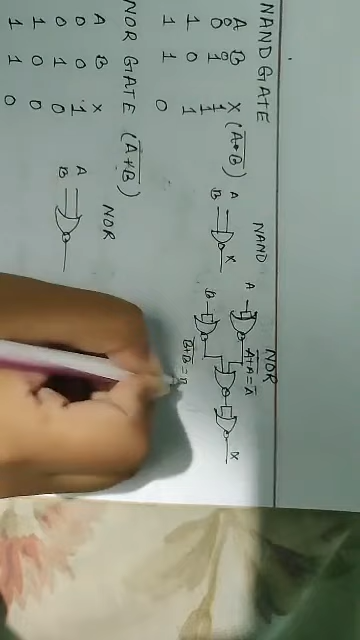 NAND GATE (A•B)
A B X
0 0 1
0 1 1
1 0 1
1 1 0
NAND
A
B
X
NOR
A
A+A = A
B
B+B = B
X
NOR GATE (A+B)
A B X
0 0 1
0 1 0
1 0 0
1 1 0
NOR
A
B